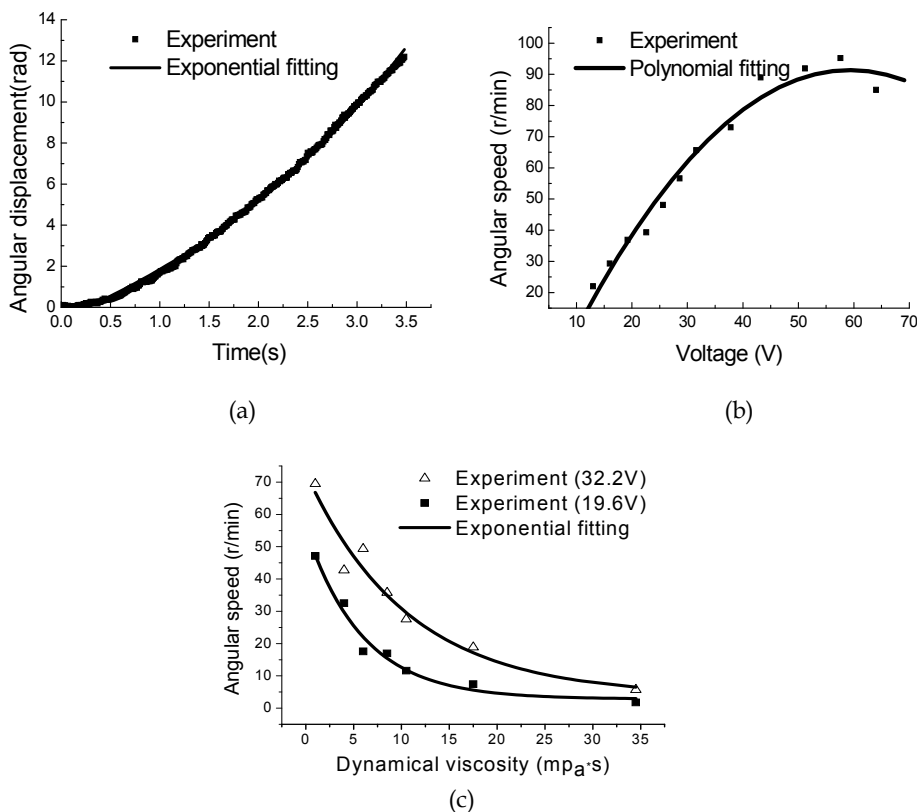 14
12
10
8
6
4
2
0
Angular displacement(rad)
Experiment
Exponential fitting
0.0 0.5 1.0 1.5 2.0 2.5 3.0 3.5
Time(s)
(a)
100
90
80
70
60
50
40
30
20
Angular speed (r/min)
Experiment
Polynomial fitting
10 20 30 40 50 60 70
Voltage (V)
(b)
70
60
50
40
30
20
10
0
Angular speed (r/min)
Experiment (32.2V)
Experiment (19.6V)
Exponential fitting
0 5 10 15 20 25 30 35
Dynamical viscosity (mpa·s)
(c)